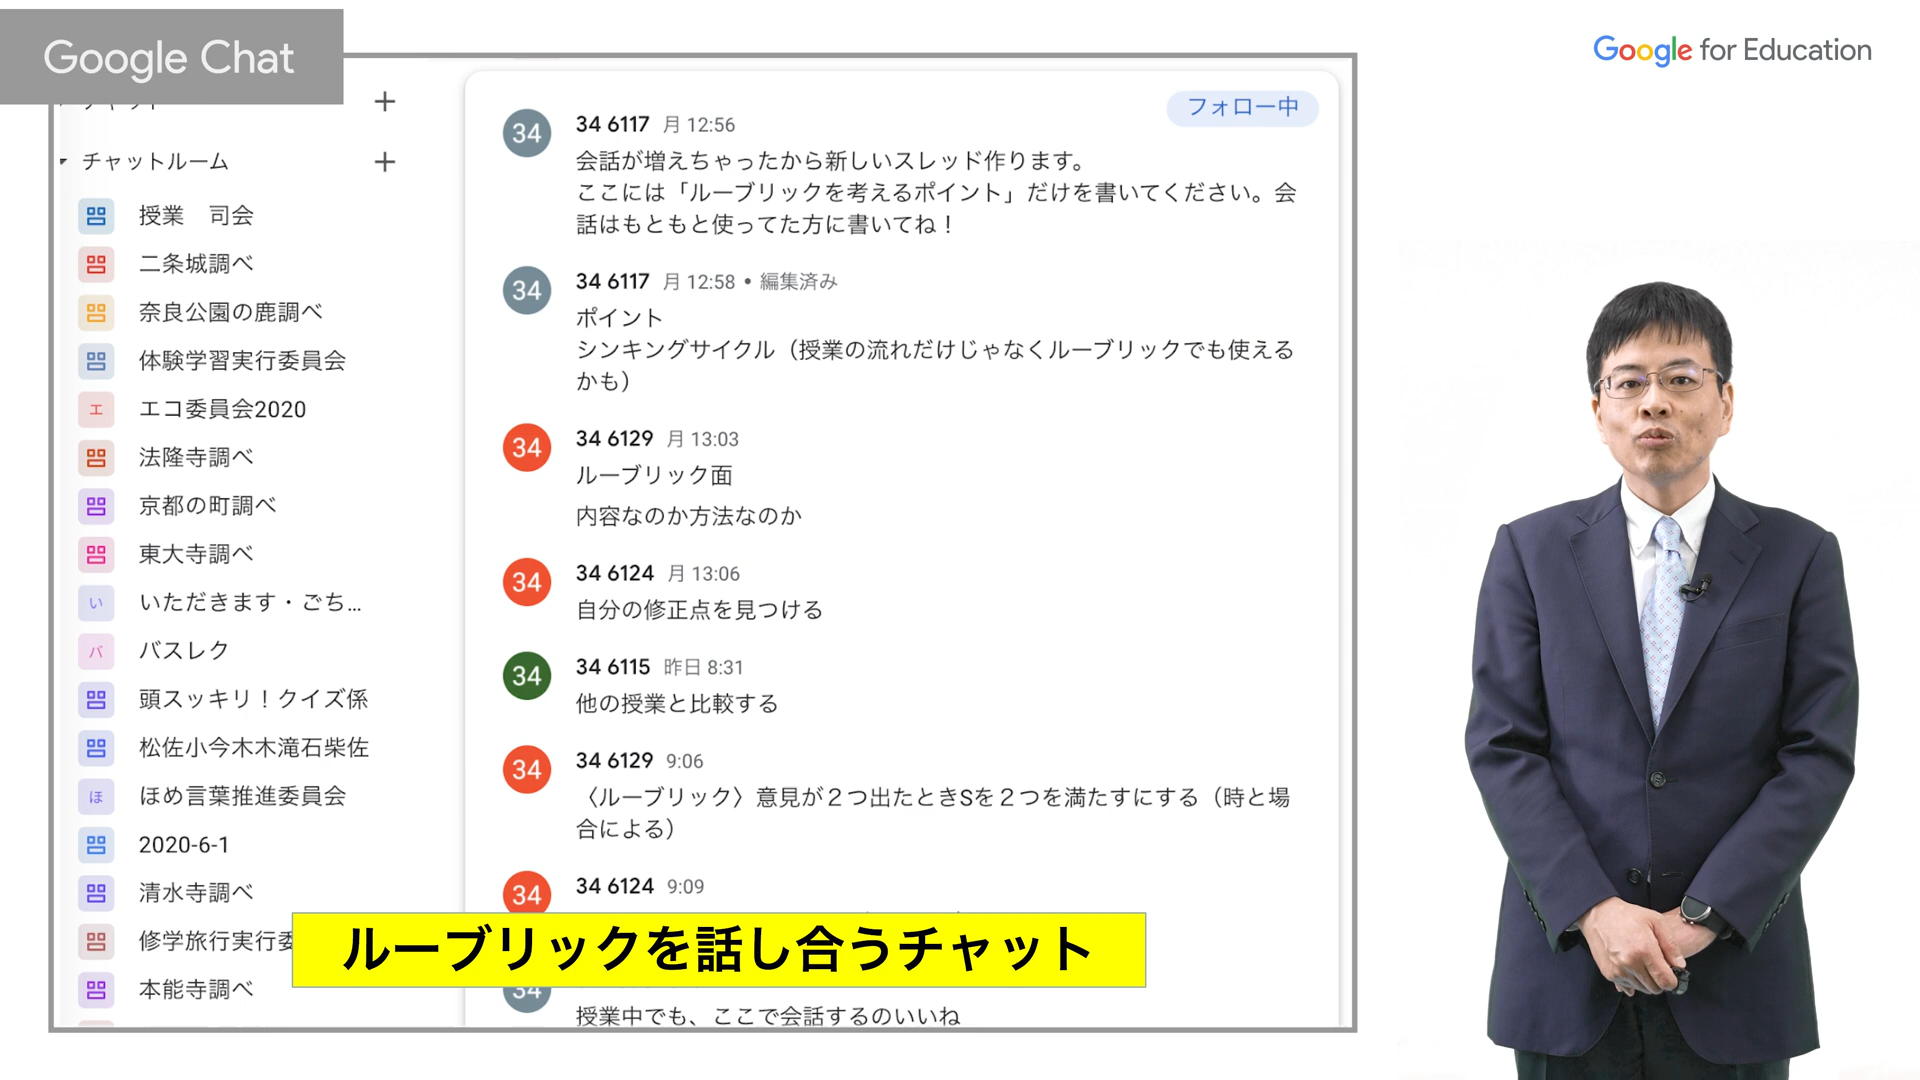 Google Chat
Google for Education
チャットルーム
授業　司会
二条城調べ
奈良公園の鹿調べ
体験学習実行委員会
エ
エコ委員会2020
法隆寺調べ
京都の町調べ
東大寺調べ
い
いただきます・ごち...
バ
バスレク
頭スッキリ！クイズ係
松佐小今木木滝石柴佐
ほ
ほめ言葉推進委員会
2020-6-1
清水寺調べ
修学旅行実行委
本能寺調べ
フォロー中
34
34 6117 月 12:56
会話が増えちゃったから新しいスレッド作ります。
ここには「ルーブリックを考えるポイント」だけを書いてください。会
話はもともと使ってた方に書いてね！
34
34 6117 月 12:58 • 編集済み
ポイント
シンキングサイクル（授業の流れだけじゃなくルーブリックでも使える
かも）
34
34 6129 月 13:03
ルーブリック面
内容なのか方法なのか
34
34 6124 月 13:06
自分の修正点を見つける
34
34 6115 昨日 8:31
他の授業と比較する
34
34 6129 9:06
〈ルーブリック〉意見が２つ出たときSを２つを満たすにする（時と場
合による）
34
34 6124 9:09
ルーブリックを話し合うチャット
34
授業中でも、ここで会話するのいいね